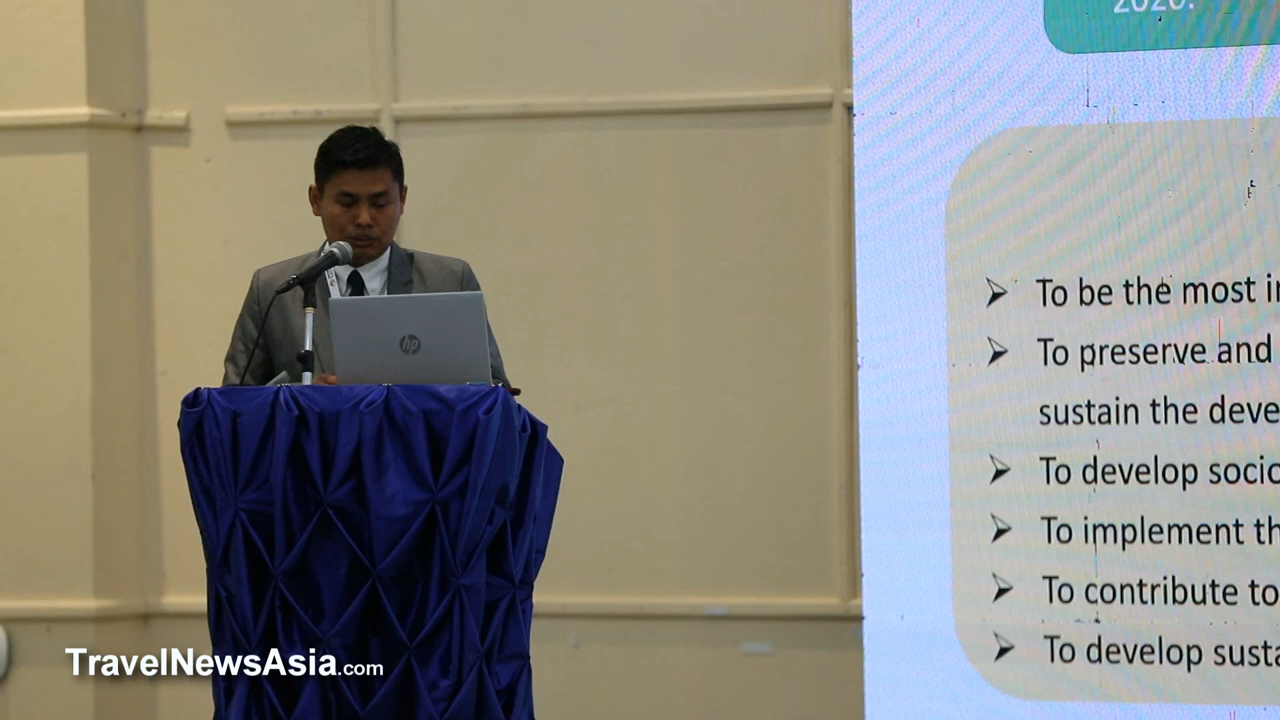 2020.
To be the most
To preserve and
sustain the deve
To develop socio
To implement th
To contribute to
To develop susta
hp
TravelNewsAsia.com